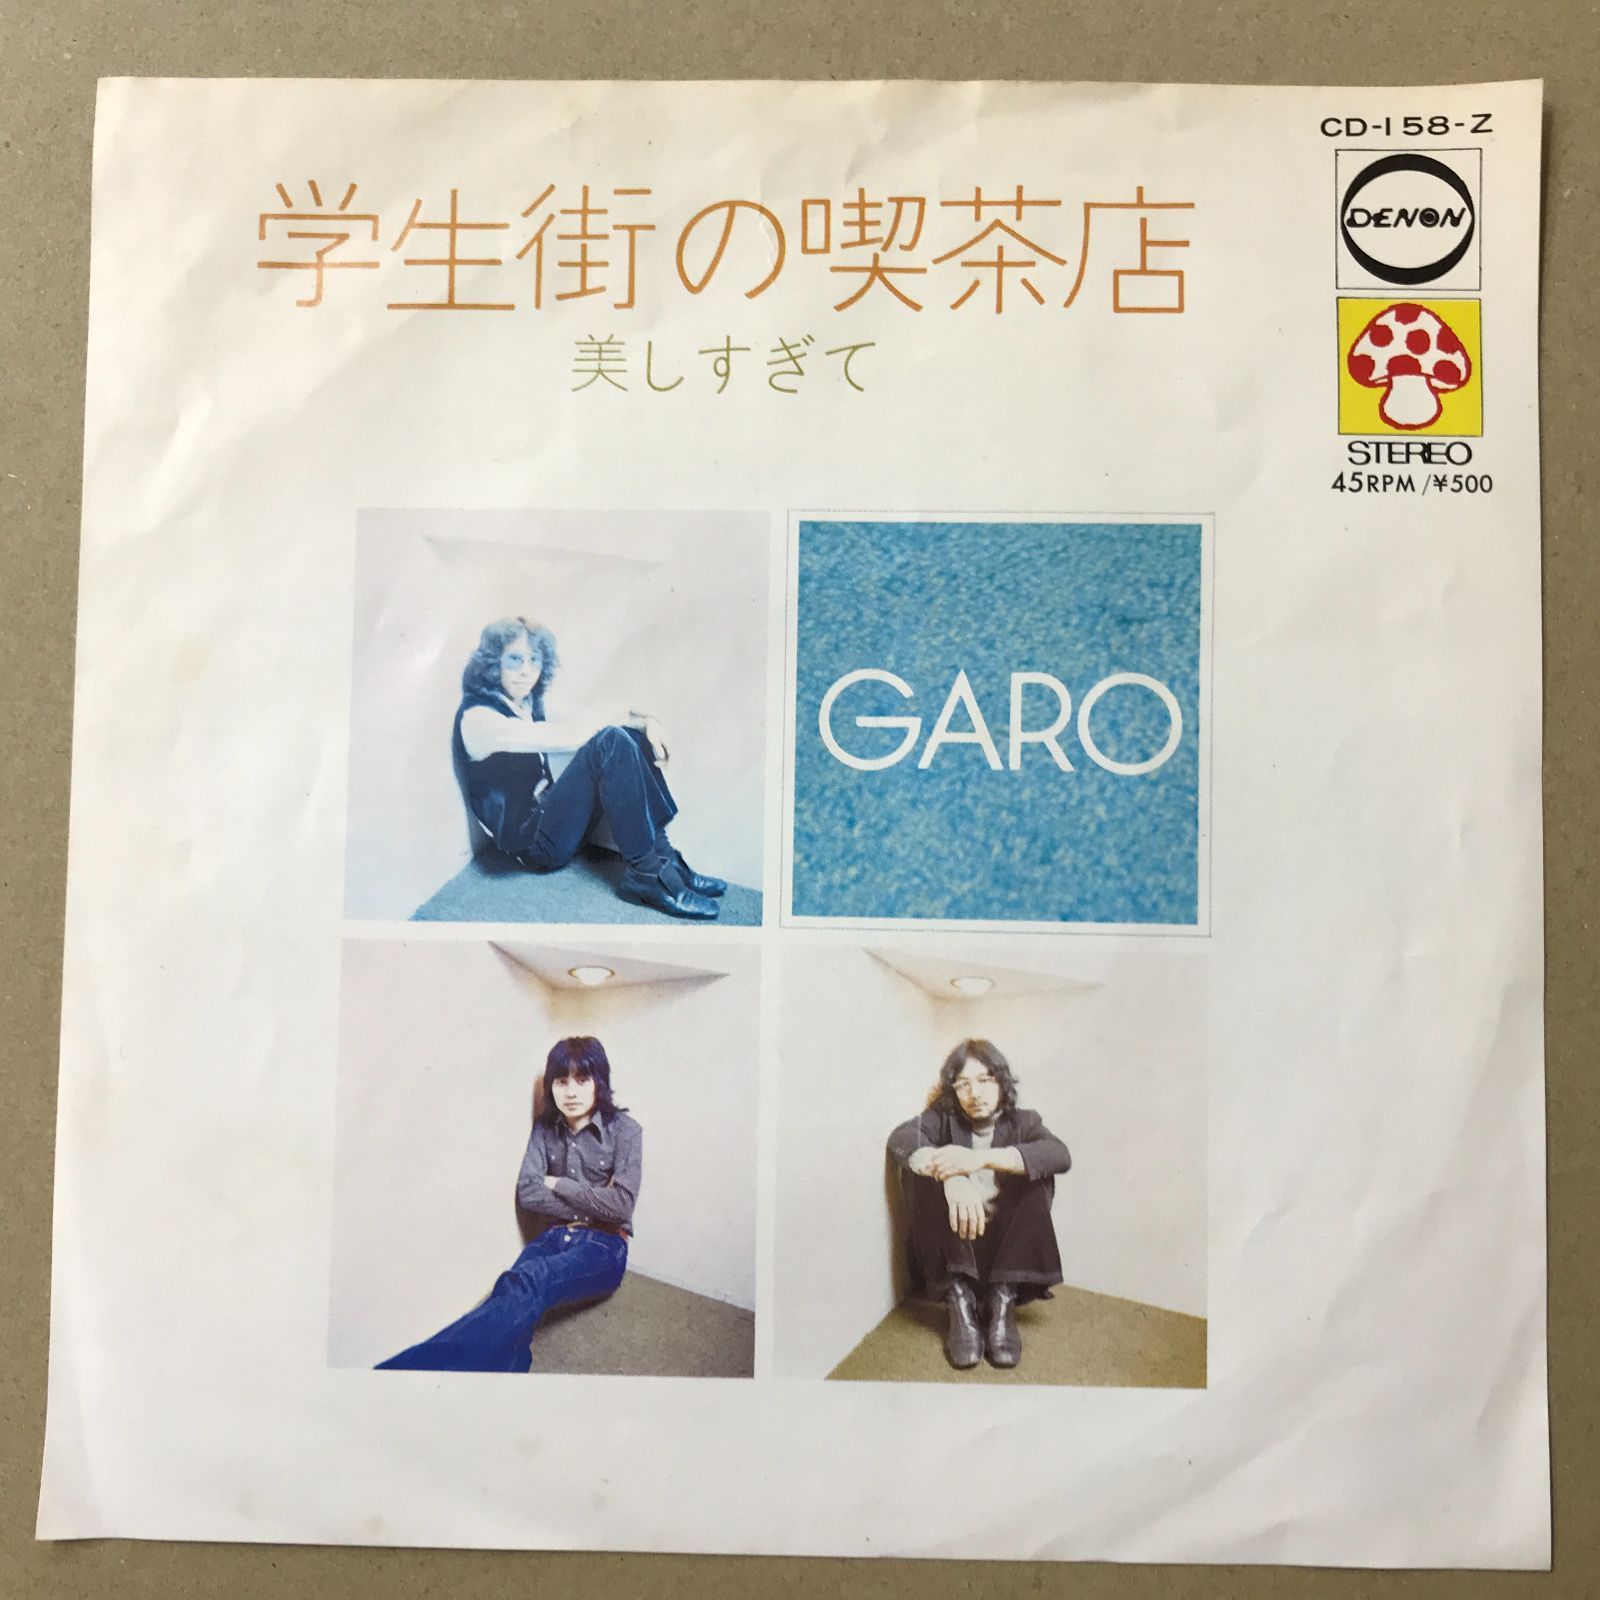 CD-158-Z
DENON
学生街の喫茶店
美しすぎて
STEREO
45RPM/¥500
GARO